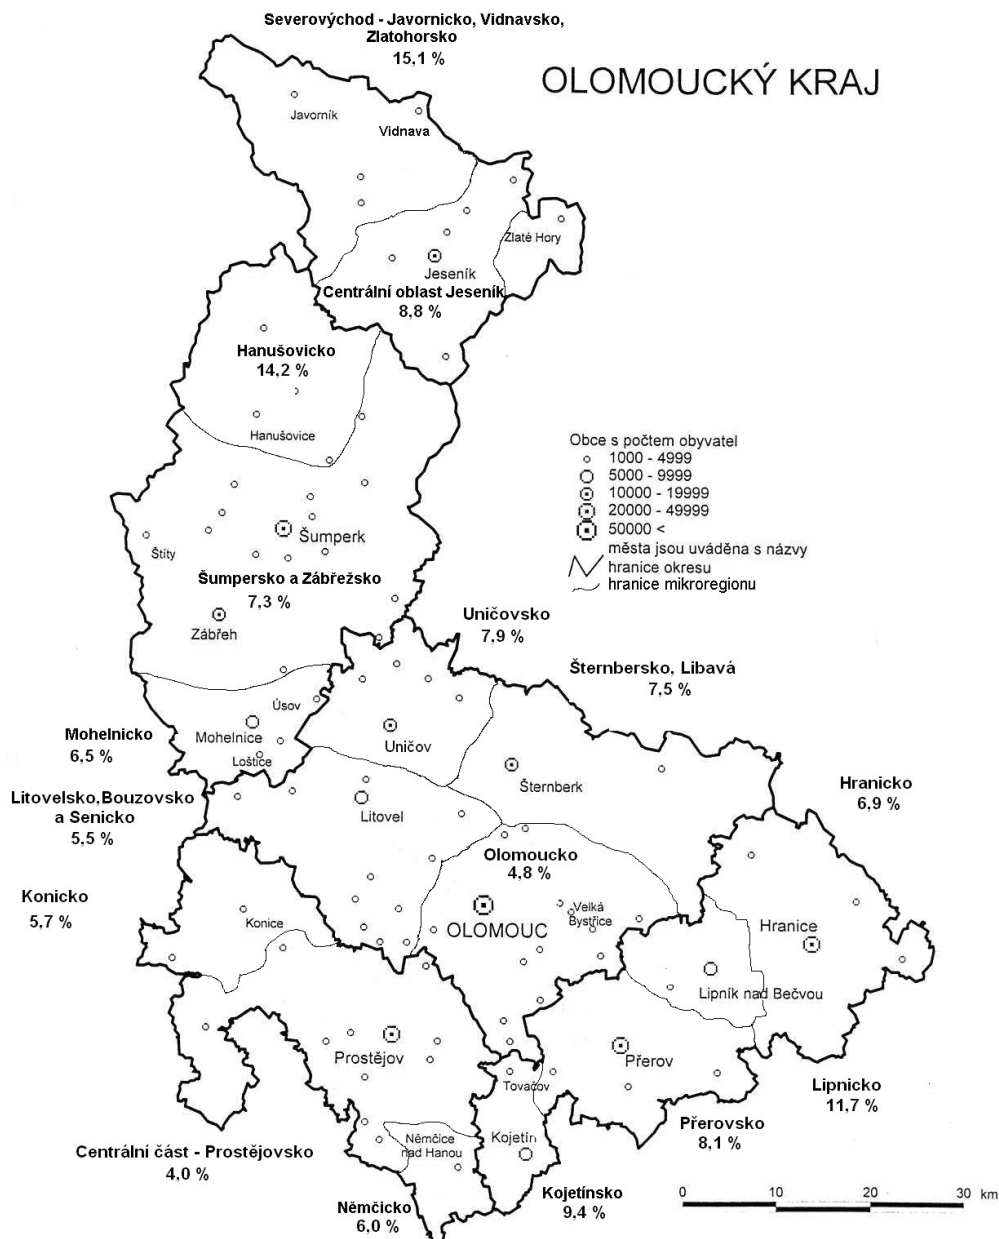 Severovýchod - Javornicko, Vidnavsko,
Zlatohorsko
15,1 %
OLOMOUCKÝ KRAJ
Javorník
Vidnava
Zlaté Hory
Jeseník
Centrální oblast Jeseník
8,8 %
Hanušovicko
14,2 %
Hanušovice
Obce s počtem obyvatel
1000 - 4999
5000 - 9999
10000 - 19999
20000 - 49999
50000 <
města jsou uváděna s názvy
hranice okresu
hranice mikroregionu
Šumperk
Štíty
Šumpersko a Zábřežsko
7,3 %
Zábřeh
Uničovsko
7,9 %
Šternbersko, Libavá
7,5 %
Úsov
Mohelnice
Loštice
Mohelnicko
6,5 %
Uničov
Šternberk
Litovelsko, Bouzovsko
a Senicko
5,5 %
Litovel
Hranicko
6,9 %
Olomoucko
4,8 %
Konicko
5,7 %
Konice
OLOMOUC
Velká
Bystřice
Hranice
Lipník nad Bečvou
Prostějov
Přerov
Tovačov
Lipnicko
11,7 %
Přerovsko
8,1 %
Centrální část - Prostějovsko
4,0 %
Němčice
nad Hanou
Kojetín
Němčicko
6,0 %
Kojetínsko
9,4 %
0 10 20 30 km